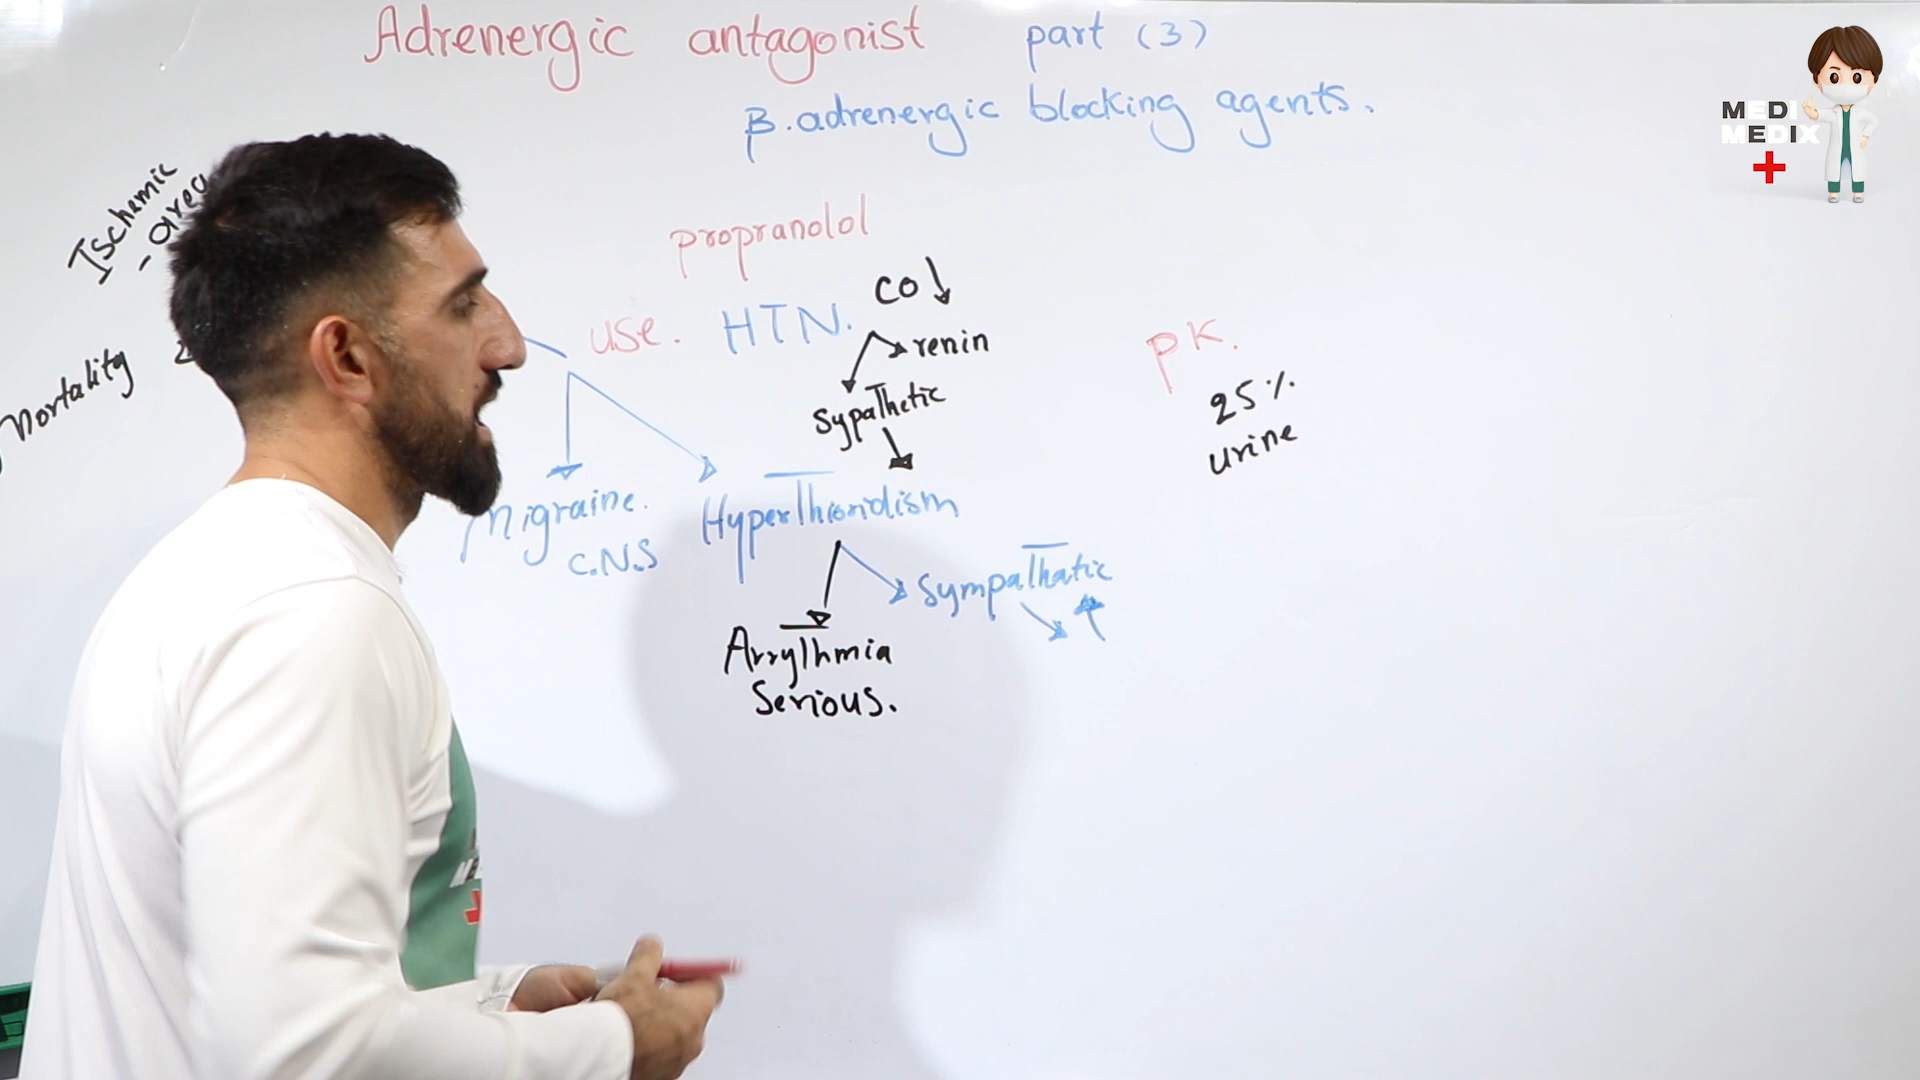 Adrenergic antagonist part (3)
β.adrenergic blocking agents.
MEDI
MEDIX
Ischemic
- area
propranolol
use. HTN. CO↓
renin
Sypathetic
PK.
25%
urine
Mortality
Migraine.
C.N.S
Hyperthioridism
Sympathatic
↑
Arrythmia
Serious.